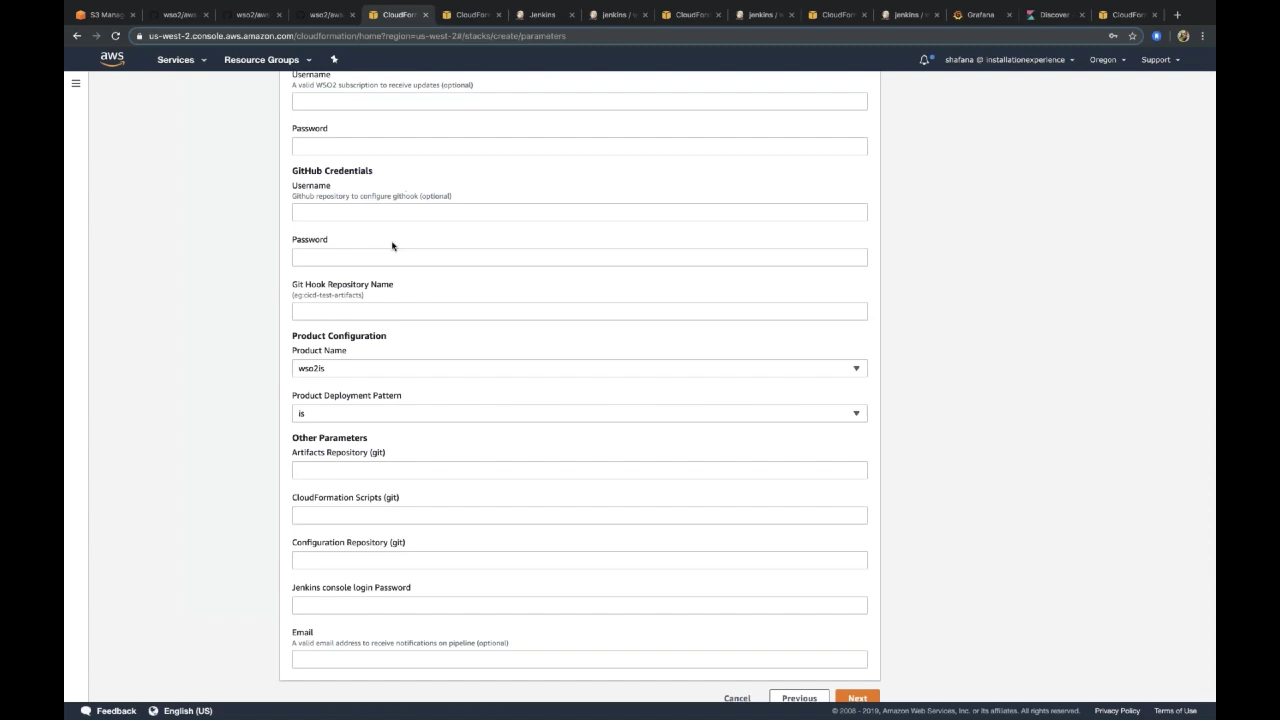 S3 Manag
wso2/aws
wso2/aws
wso2/aws
CloudForm
CloudForm
Jenkins
jenkins / w
CloudForm
jenkins / w
CloudForm
jenkins / w
Grafana
Discover -
CloudForm
us-west-2.console.aws.amazon.com/cloudformation/home?region=us-west-2#/stacks/create/parameters
aws
Services
Resource Groups
shafana @ installationexperience
Oregon
Support
Username
A valid WSO2 subscription to receive updates (optional)
Password
GitHub Credentials
Username
Github repository to configure githook (optional)
Password
Git Hook Repository Name
(eg:cicd-test-artifacts)
Product Configuration
Product Name
wso2is
Product Deployment Pattern
is
Other Parameters
Artifacts Repository (git)
CloudFormation Scripts (git)
Configuration Repository (git)
Jenkins console login Password
Email
A valid email address to receive notifications on pipeline (optional)
Cancel
Previous
Next
Feedback
English (US)
© 2008 - 2019, Amazon Web Services, Inc. or its affiliates. All rights reserved.
Privacy Policy
Terms of Use